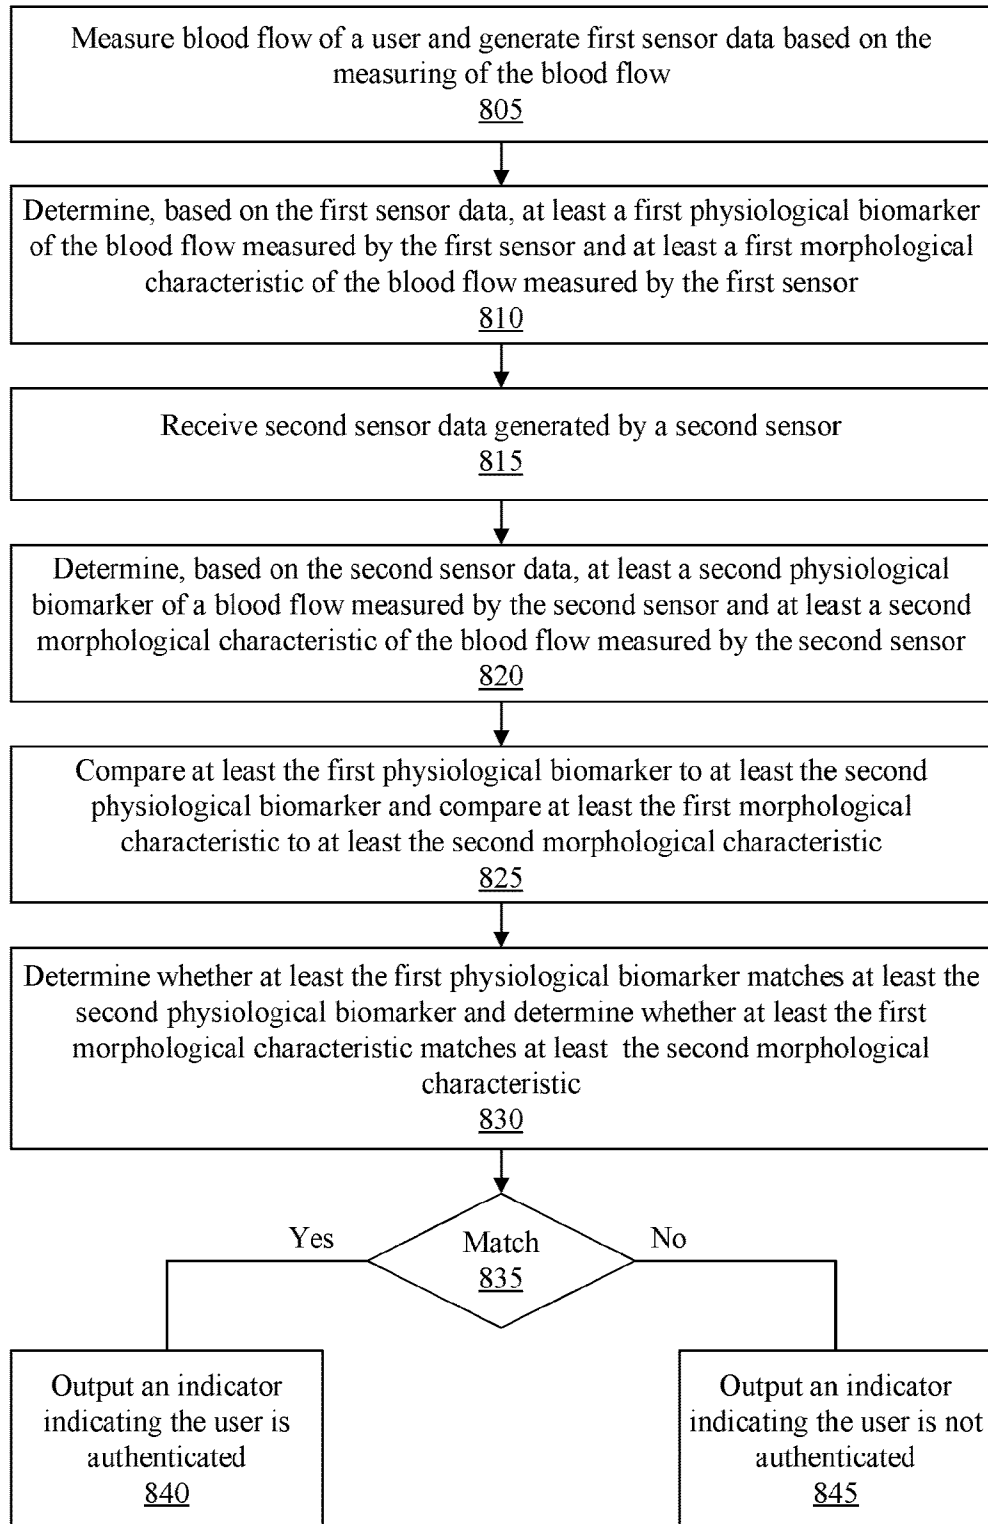 Measure blood flow of a user and generate first sensor data based on the
measuring of the blood flow
805
Determine, based on the first sensor data, at least a first physiological biomarker
of the blood flow measured by the first sensor and at least a first morphological
characteristic of the blood flow measured by the first sensor
810
Receive second sensor data generated by a second sensor
815
Determine, based on the second sensor data, at least a second physiological
biomarker of a blood flow measured by the second sensor and at least a second
morphological characteristic of the blood flow measured by the second sensor
820
Compare at least the first physiological biomarker to at least the second
physiological biomarker and compare at least the first morphological
characteristic to at least the second morphological characteristic
825
Determine whether at least the first physiological biomarker matches at least the
second physiological biomarker and determine whether at least the first
morphological characteristic matches at least the second morphological
characteristic
830
Yes
Match
835
No
Output an indicator
indicating the user is
authenticated
840
Output an indicator
indicating the user is not
authenticated
845